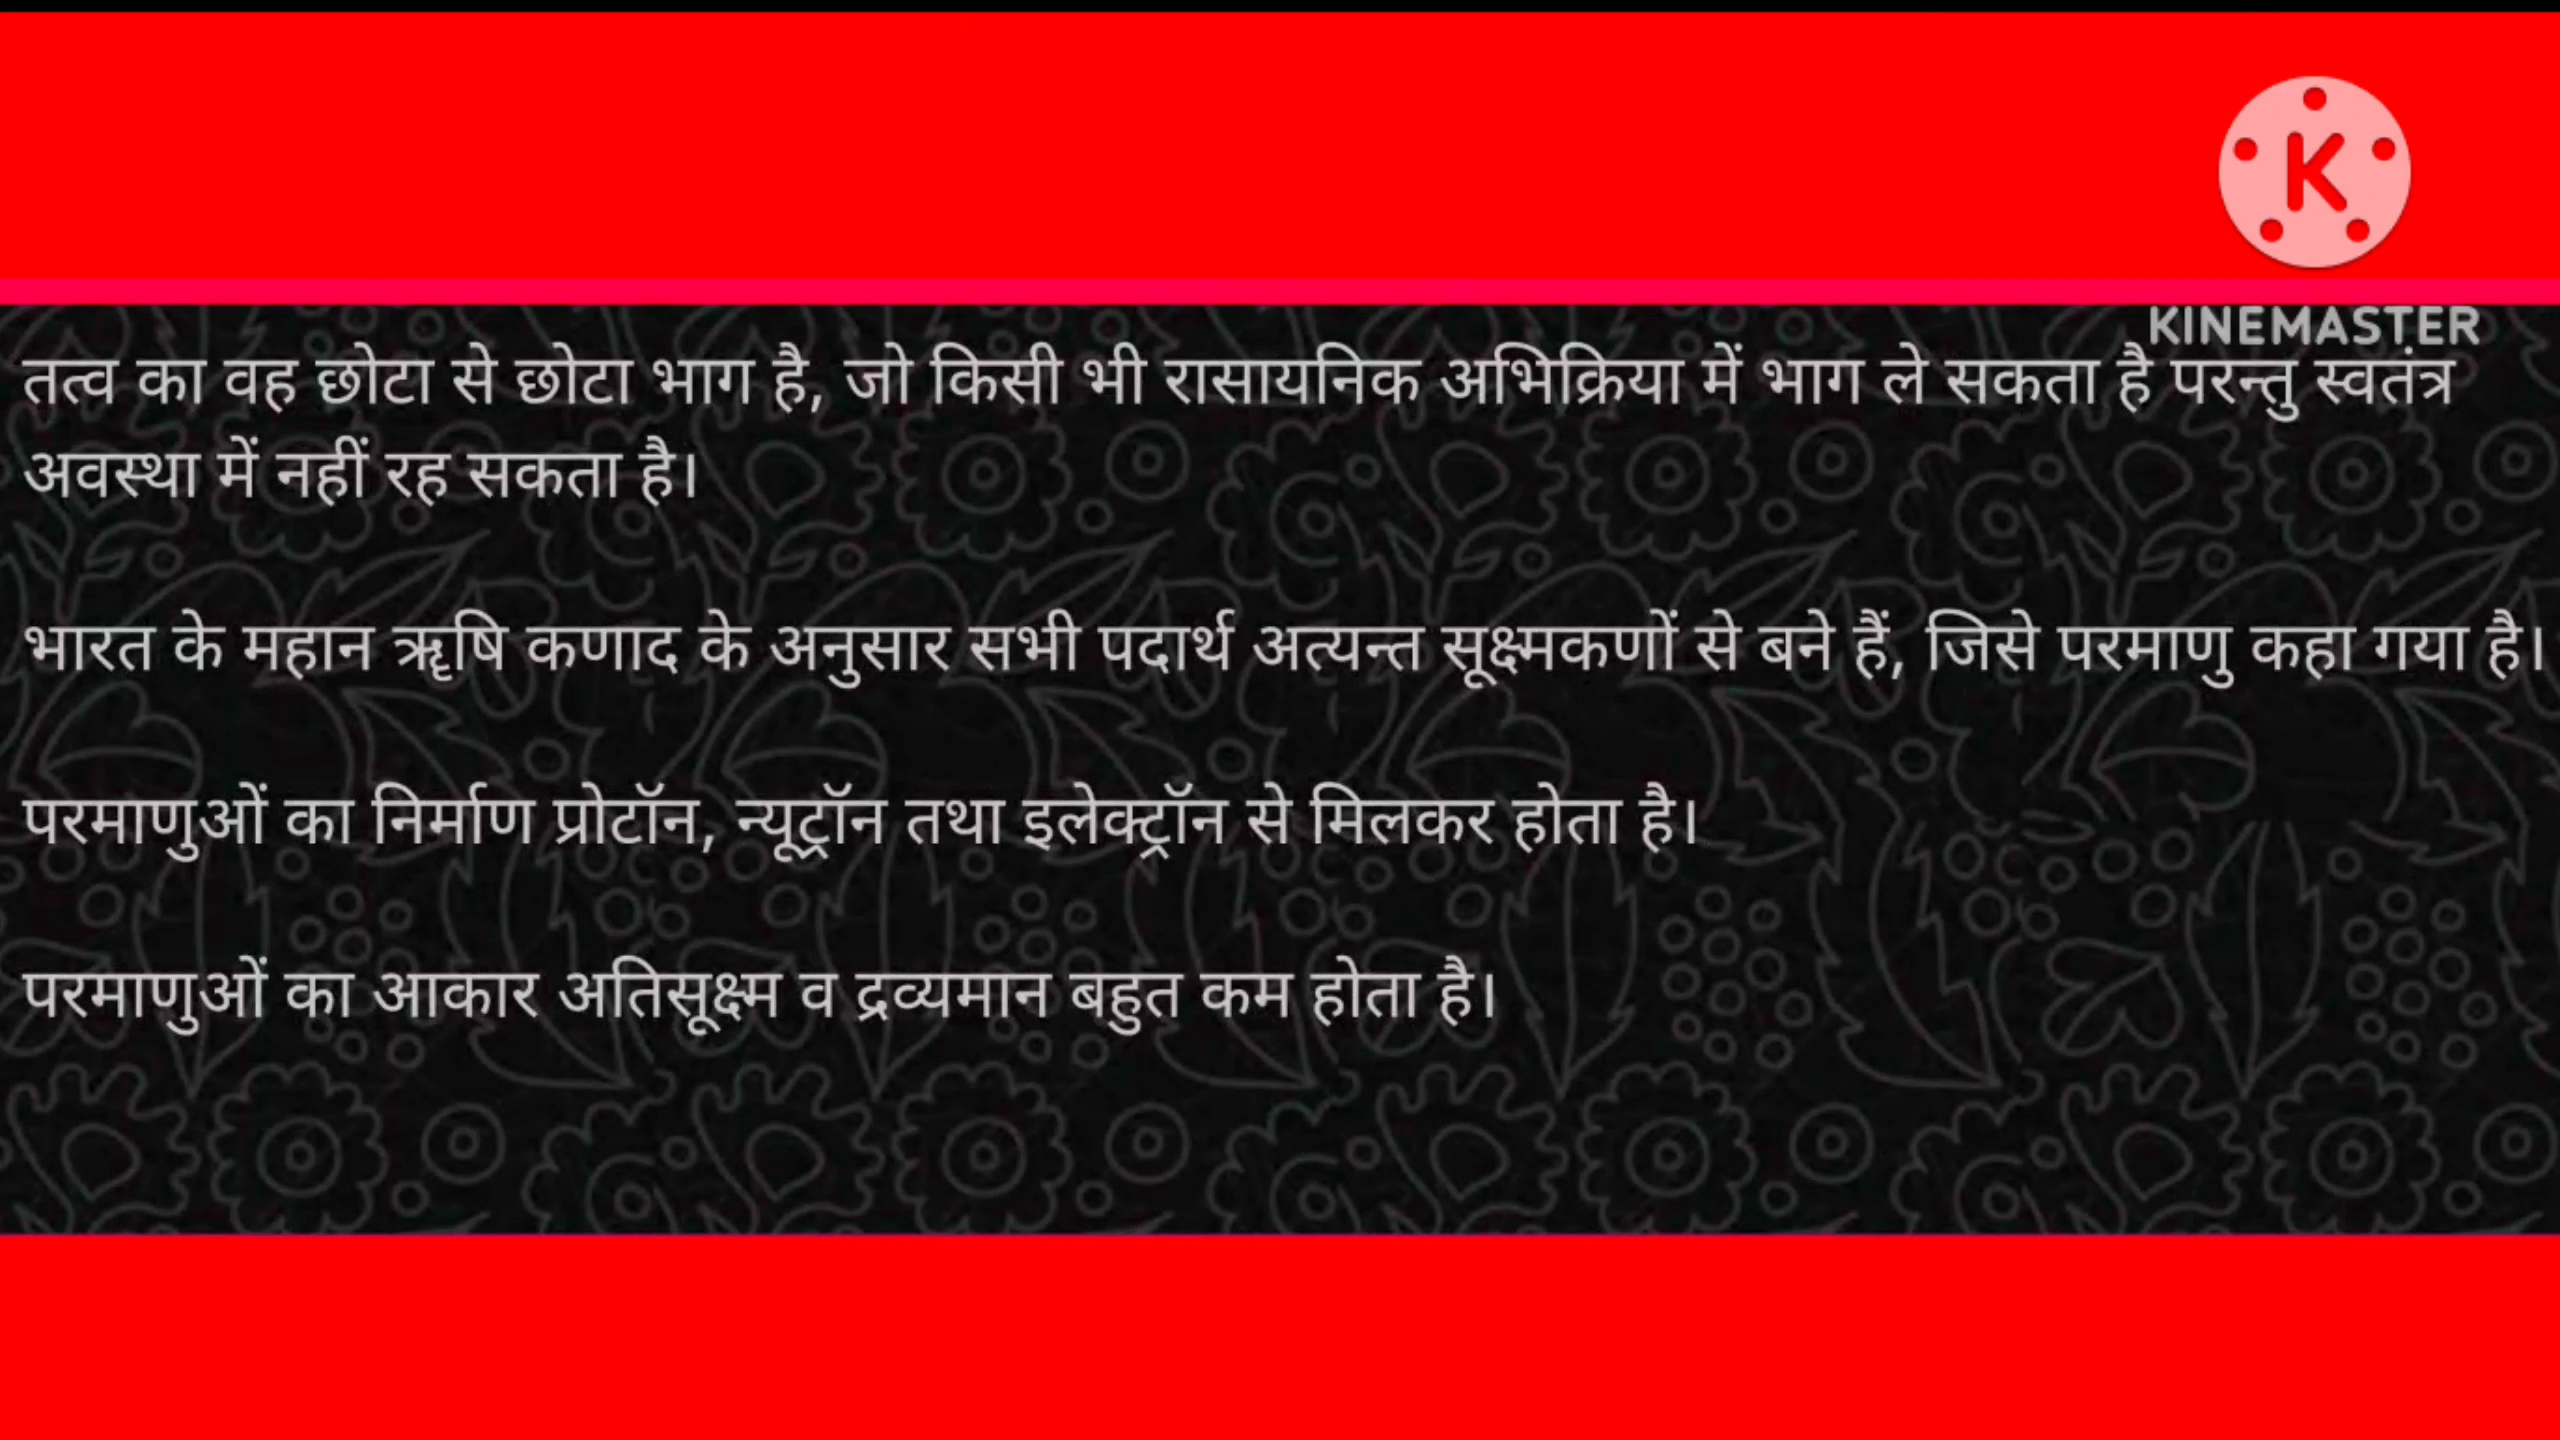 K
KINEMASTER
तत्व का वह छोटा से छोटा भाग है, जो किसी भी रासायनिक अभिक्रिया में भाग ले सकता है परन्तु स्वतंत्र
अवस्था में नहीं रह सकता है।
भारत के महान ऋषि कणाद के अनुसार सभी पदार्थ अत्यन्त सूक्ष्मकणों से बने हैं, जिसे परमाणु कहा गया है।
परमाणुओं का निर्माण प्रोटॉन, न्यूट्रॉन तथा इलेक्ट्रॉन से मिलकर होता है।
परमाणुओं का आकार अतिसूक्ष्म व द्रव्यमान बहुत कम होता है।